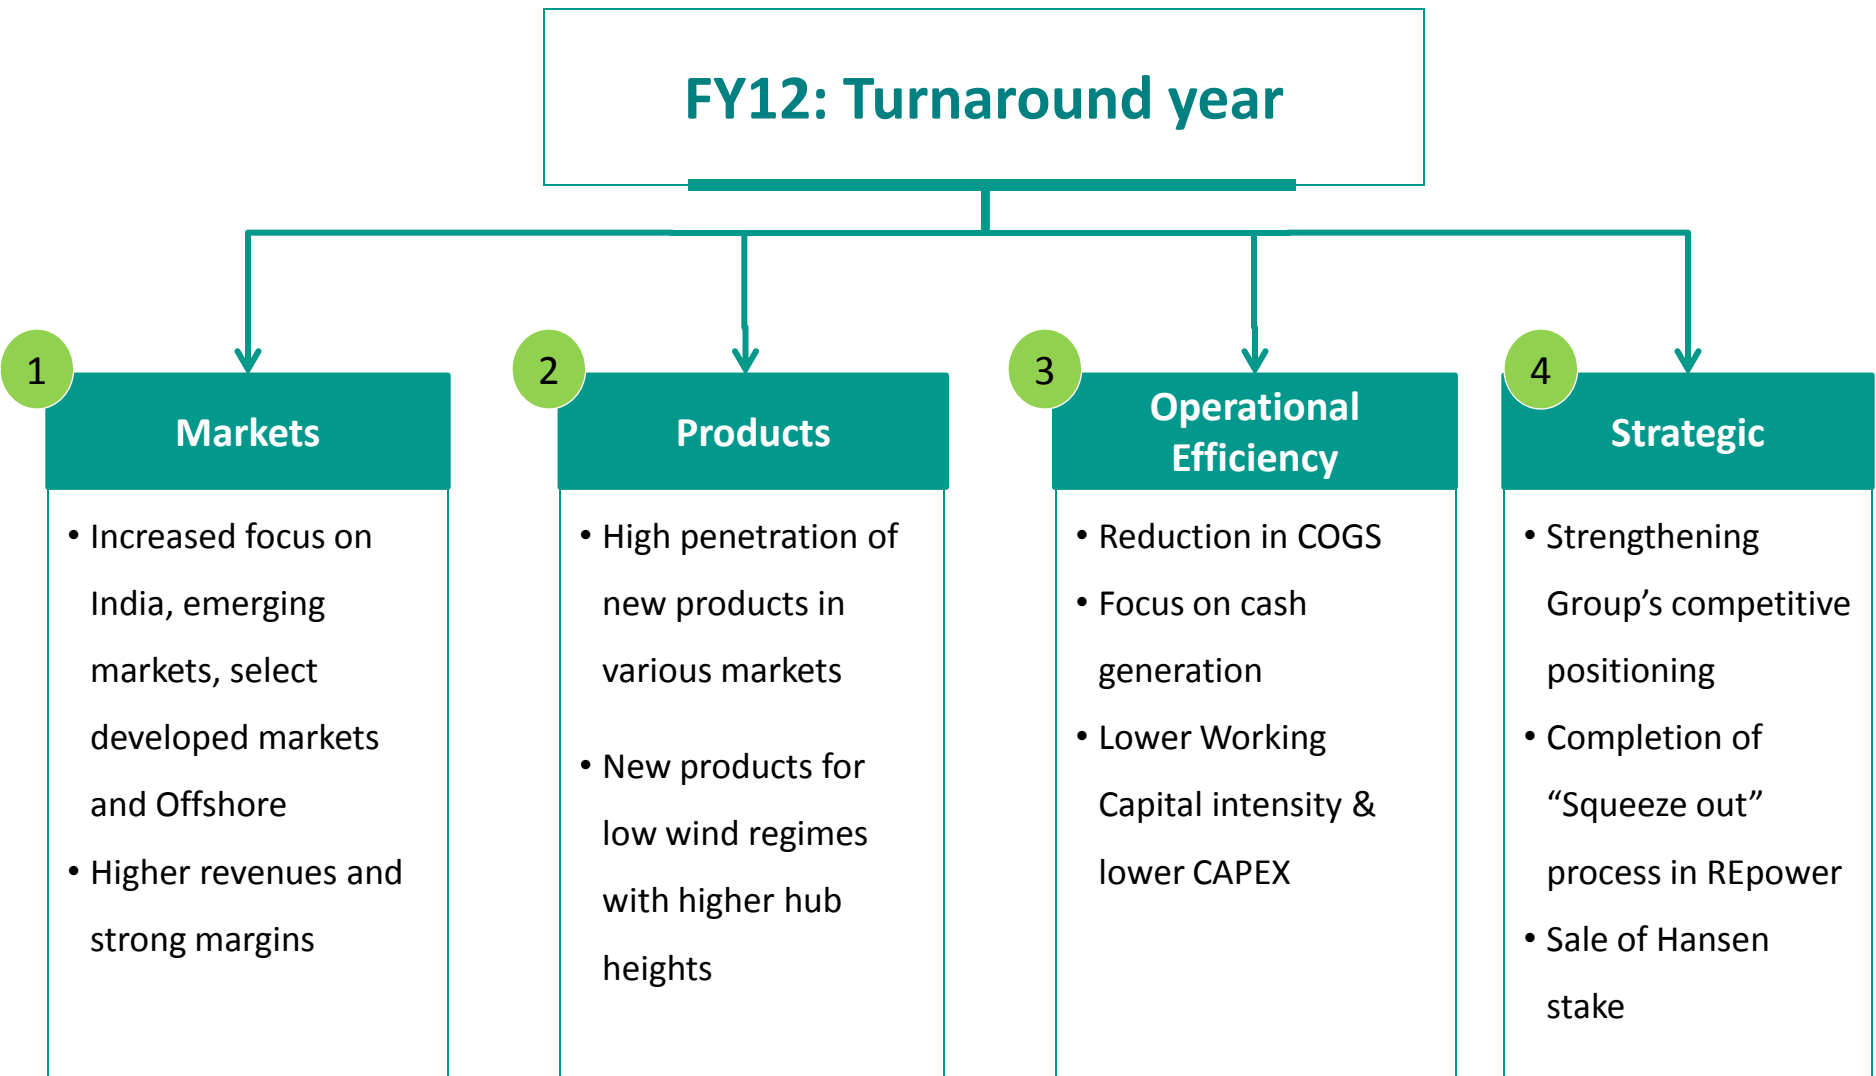 FY12: Turnaround year
1
Markets
• Increased focus on
India, emerging
markets, select
developed markets
and Offshore
• Higher revenues and
strong margins
2
Products
• High penetration of
new products in
various markets
• New products for
low wind regimes
with higher hub
heights
3
Operational
Efficiency
• Reduction in COGS
• Focus on cash
generation
• Lower Working
Capital intensity &
lower CAPEX
4
Strategic
• Strengthening
Group’s competitive
positioning
• Completion of
“Squeeze out”
process in REpower
• Sale of Hansen
stake